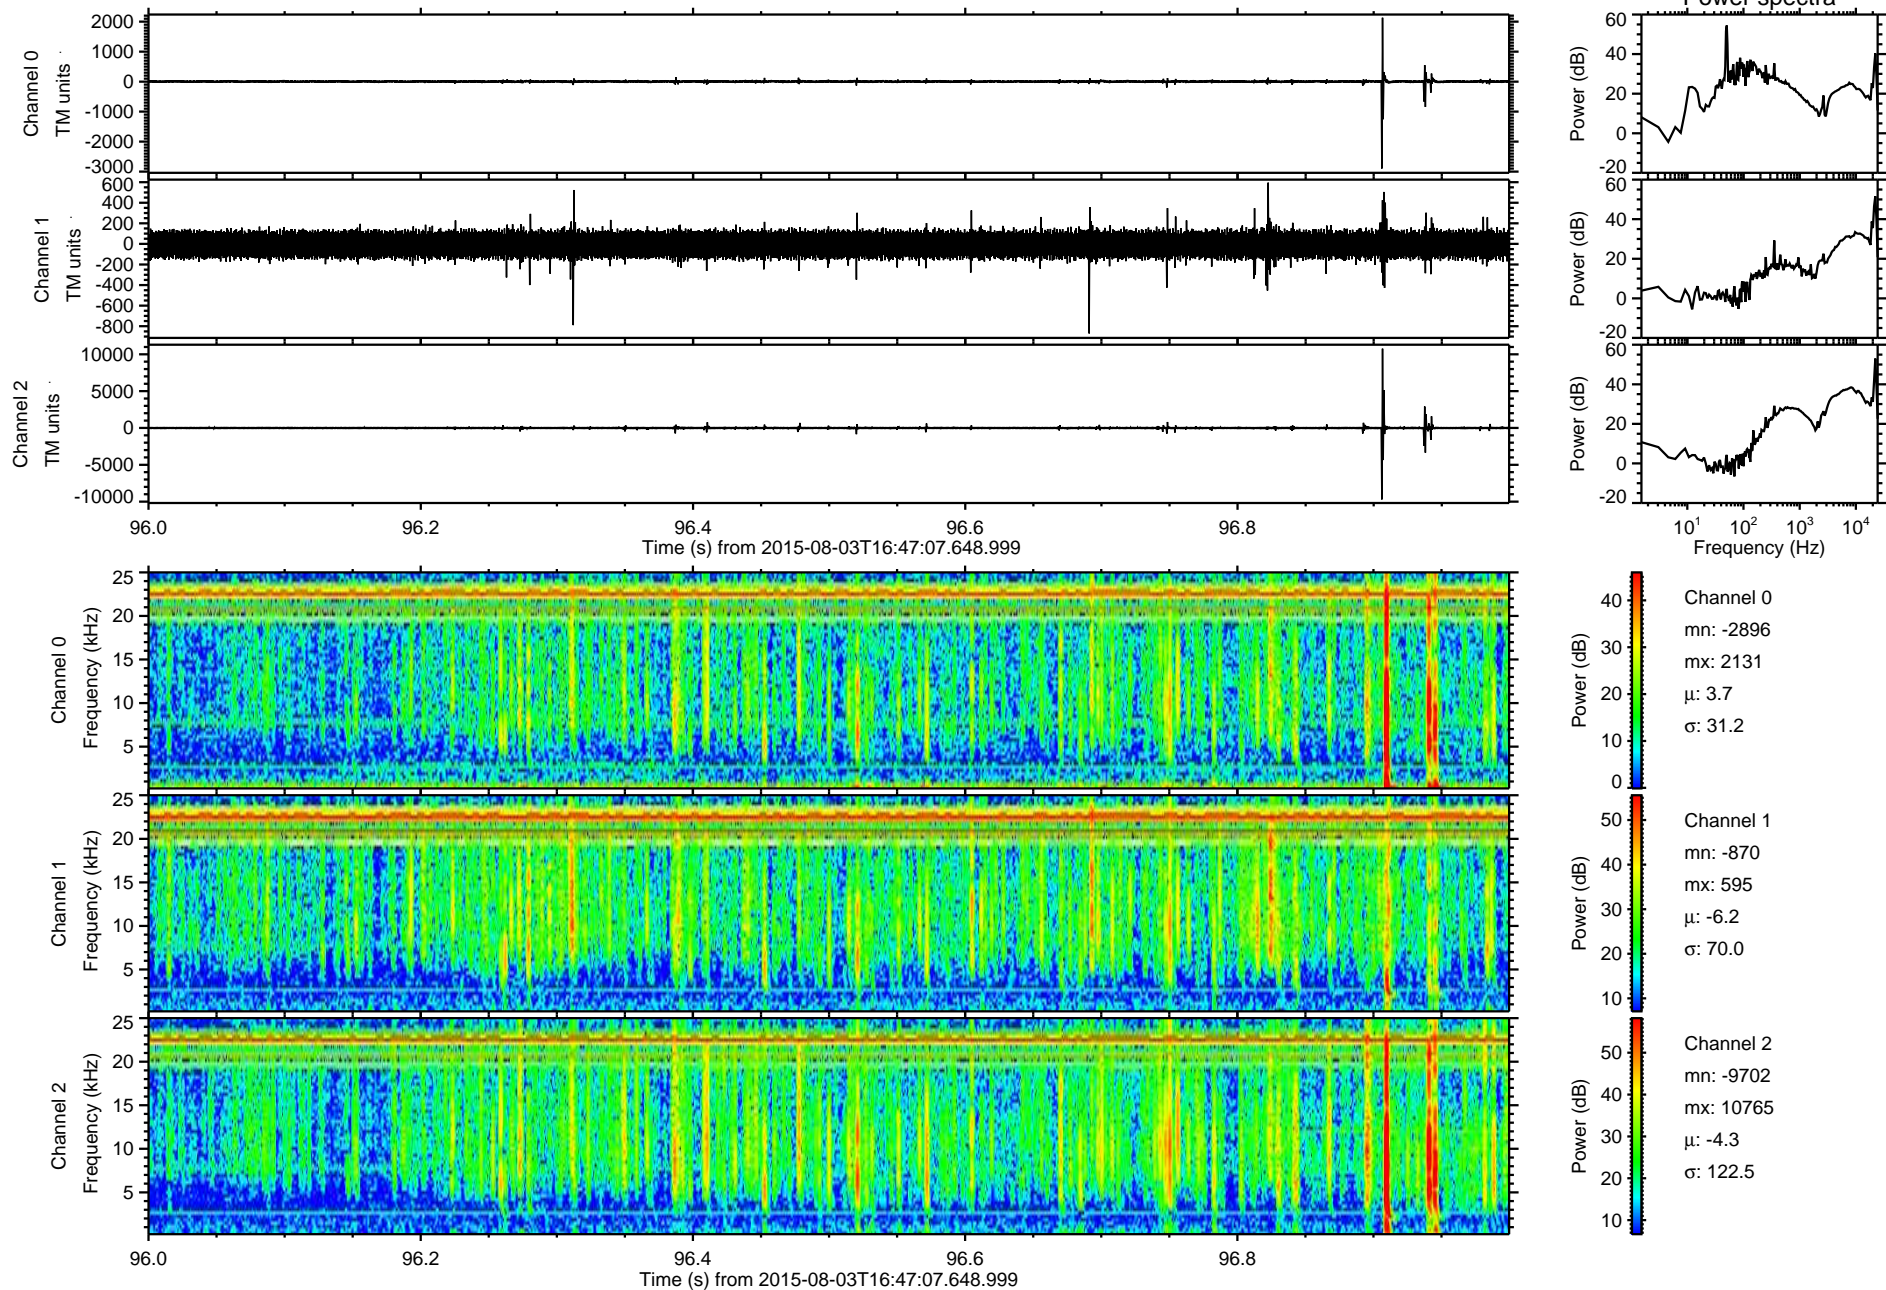 Power spectra
Channel 0
TM units
2000
1000
0
-1000
-2000
-3000
Power (dB)
60
40
20
0
-20
Channel 1
TM units
600
400
200
0
-200
-400
-600
-800
Power (dB)
60
40
20
0
-20
Channel 2
TM units
10000
5000
0
-5000
-10000
Power (dB)
60
40
20
0
-20
96.0 96.2 96.4 96.6 96.8
Time (s) from 2015-08-03T16:47:07.648.999
10¹ 10² 10³ 10⁴
Frequency (Hz)
Channel 0
Frequency (kHz)
25
20
15
10
5
Power (dB)
40
30
20
10
0
Channel 0
mn: -2896
mx: 2131
μ: 3.7
σ: 31.2
Channel 1
Frequency (kHz)
25
20
15
10
5
Power (dB)
50
40
30
20
10
Channel 1
mn: -870
mx: 595
μ: -6.2
σ: 70.0
Channel 2
Frequency (kHz)
25
20
15
10
5
Power (dB)
50
40
30
20
10
Channel 2
mn: -9702
mx: 10765
μ: -4.3
σ: 122.5
96.0 96.2 96.4 96.6 96.8
Time (s) from 2015-08-03T16:47:07.648.999